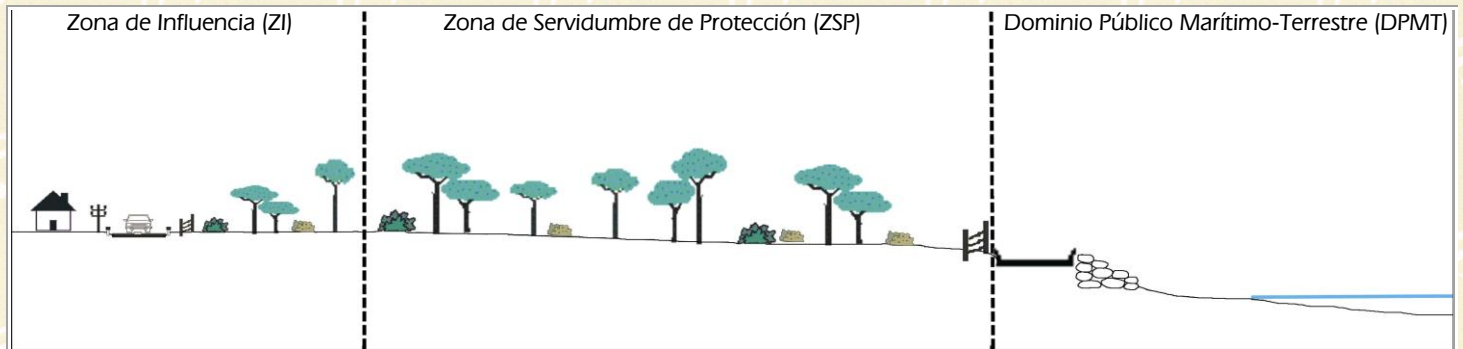 Zona de Influencia (ZI)
Zona de Servidumbre de Protección (ZSP)
Dominio Público Marítimo-Terrestre (DPMT)